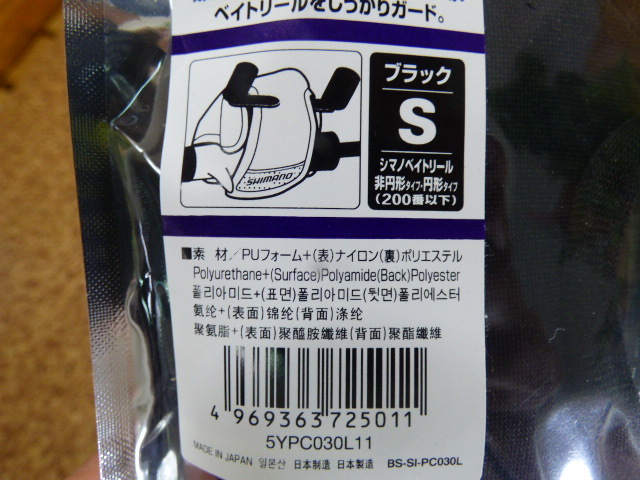 ベイトリールをしっかりガード。
ブラック
S
シマノベイトリール
非円形タイプ・円形タイプ
(200番以下)
SHIMANO
■素 材/PUフォーム+(表)ナイロン(裏)ポリエステル
Polyurethane+(Surface)Polyamide(Back)Polyester
폴리아미드+(표면)폴리아미드(뒷면)폴리에스터
氨纶+(表面)锦纶(背面)涤纶
聚氨脂+(表面)聚醯胺纖維(背面)聚酯纖維
4 969363 725011
5YPC030L11
MADE IN JAPAN 일본산 日本制造 日本製造 BS-SI-PC030L